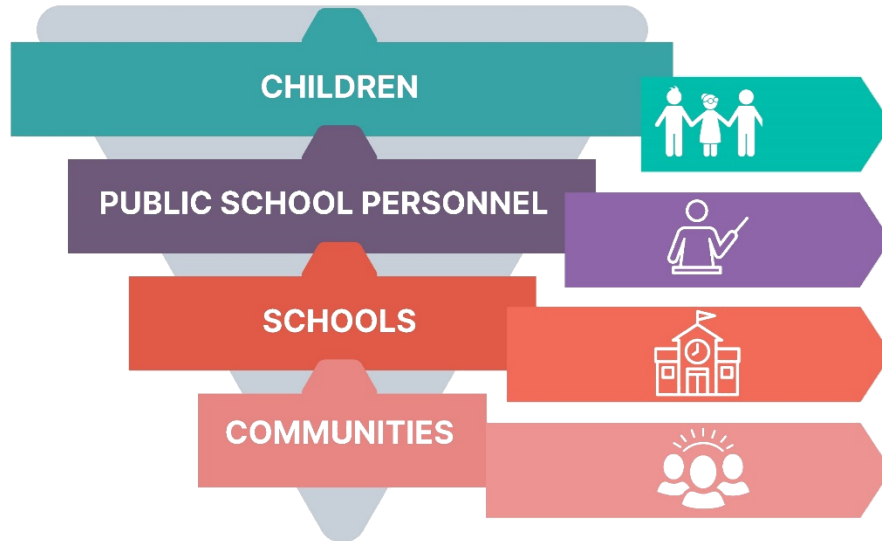 CHILDREN
PUBLIC SCHOOL PERSONNEL
SCHOOLS
COMMUNITIES